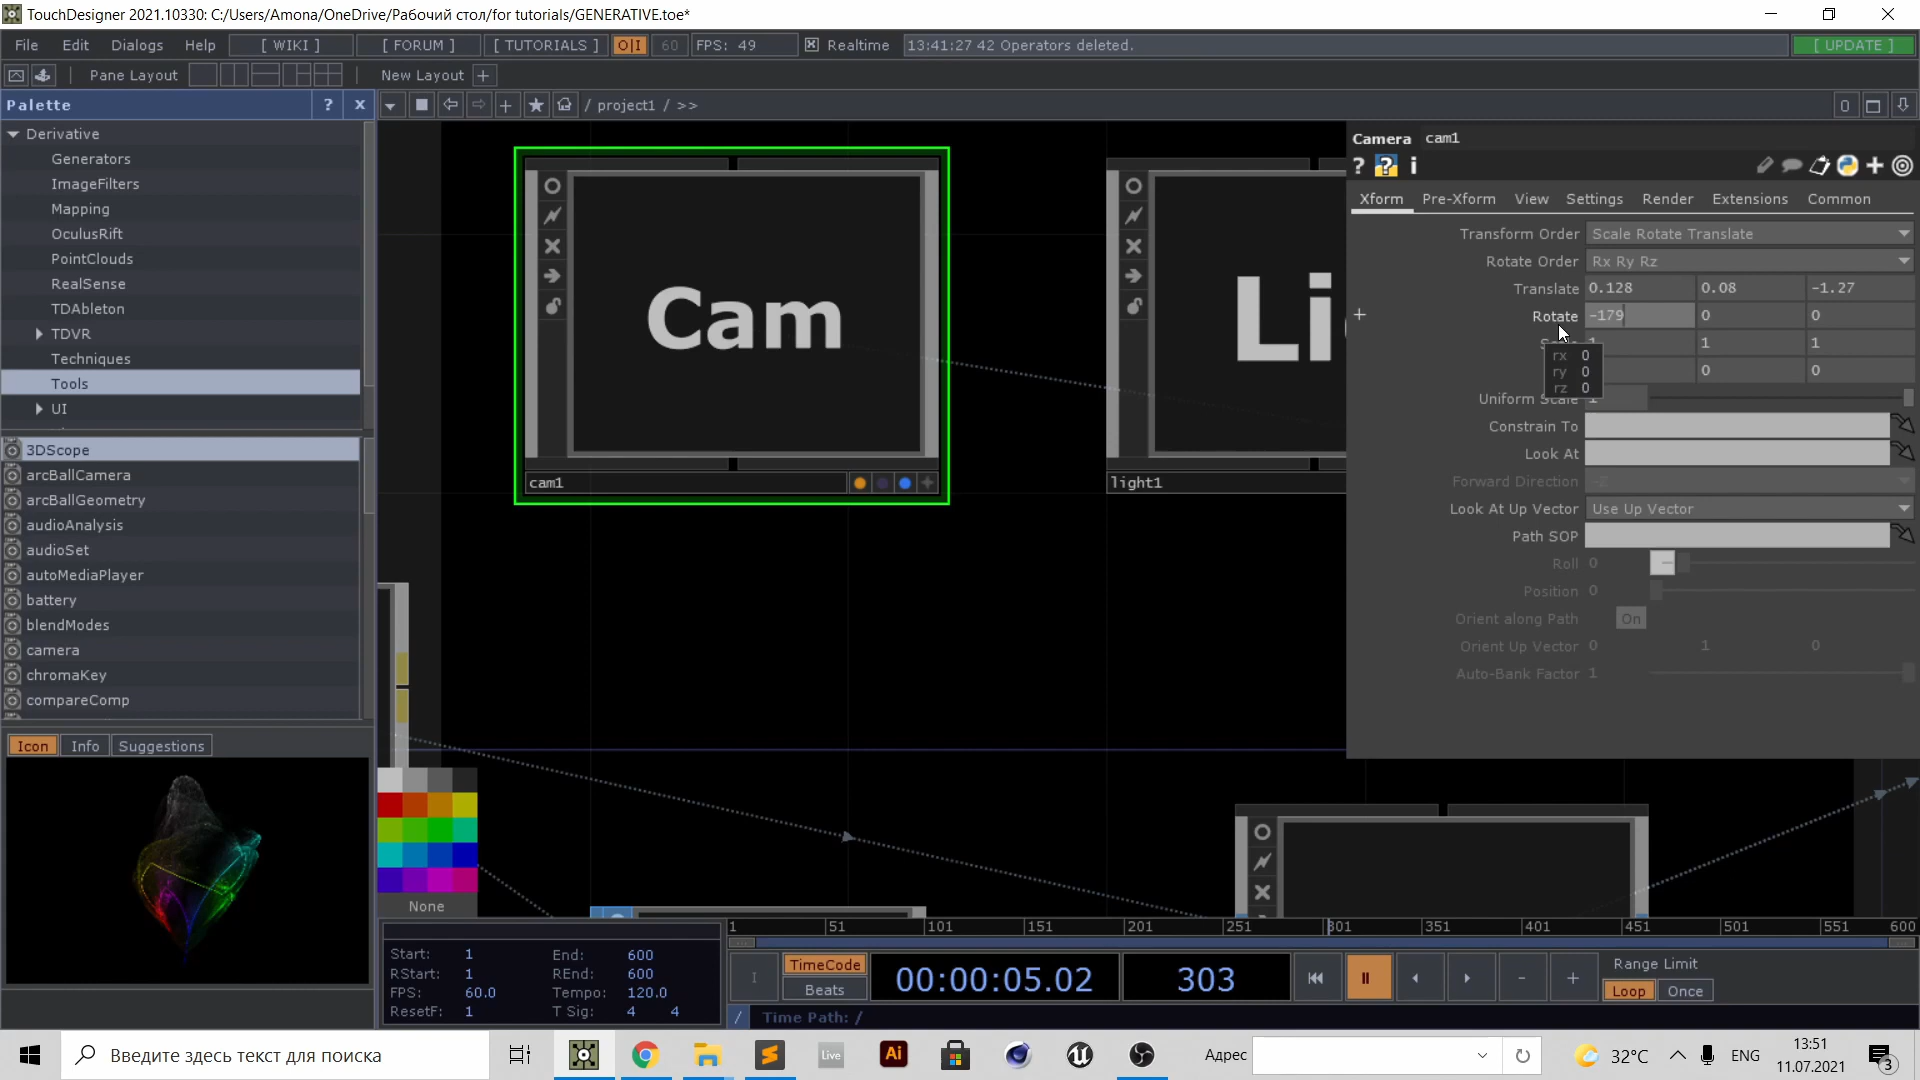 TouchDesigner 2021.10330: C:/Users/Amona/OneDrive/Рабочий стол/for tutorials/GENERATIVE.toe*
File Edit Dialogs Help [ WIKI ] [ FORUM ] [ TUTORIALS ] O|I 60 FPS: 49 Realtime 13:41:27 42 Operators deleted. [ UPDATE ]
Pane Layout New Layout +
Palette ? x / project1 / >> 0
Derivative
Generators
ImageFilters
Mapping
OculusRift
PointClouds
RealSense
TDAbleton
TDVR
Techniques
Tools
UI
3DScope
arcBallCamera
arcBallGeometry
audioAnalysis
audioSet
autoMediaPlayer
battery
blendModes
camera
chromaKey
compareComp
Icon Info Suggestions
Cam
cam1
Li
light1
None
Camera cam1
? ? i
Xform Pre-Xform View Settings Render Extensions Common
Transform Order Scale Rotate Translate
Rotate Order Rx Ry Rz
Translate 0.128 0.08 -1.27
+ Rotate -179 0 0
1 1
0 0
rx 0
ry 0
rz 0
Uniform Scale 1
Constrain To
Look At
Forward Direction -Z
Look At Up Vector Use Up Vector
Path SOP
Roll 0
Position 0
Orient along Path On
Orient Up Vector 0 1 0
Auto-Bank Factor 1
1 51 101 151 201 251 301 351 401 451 501 551 600
Start: 1 End: 600
RStart: 1 REnd: 600
FPS: 60.0 Tempo: 120.0
ResetF: 1 T Sig: 4 4
TimeCode
Beats
00:00:05.02 303
Range Limit
Loop Once
/ Time Path: /
Введите здесь текст для поиска
Live Ai
Адрес
32°C ENG
13:51
11.07.2021
3